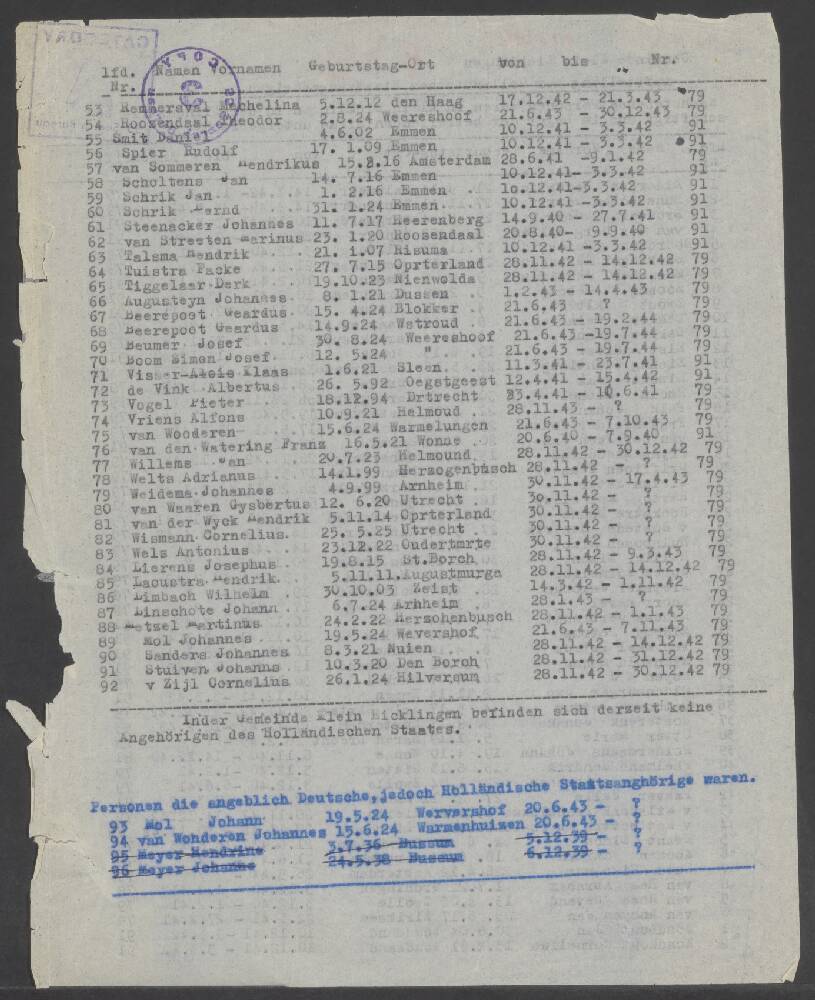 lfd. Namen Vornamen Geburtstag-Ort von bis Nr.
Nr.
COPY
53 Mechelina 5.12.12 den Haag 17.12.42 - 21.3.43 79
54 Roozendaal Theodor 2.8.24 Weereshoof 21.6.43 - 30.12.43 79
55 Smit Daniel 4.6.02 Emmen 10.12.41 - 3.3.42 91
56 Spier Rudolf 17. 1.09 Emmen 10.12.41 - 3.3.42 91
57 van Sommeren Hendrikus 15.8.16 Amsterdam 28.6.41 -9.1.42 79
58 Scholtens Jan 14. 7.16 Emmen 10.12.41- 3.3.42 91
59 Schrik Jan 1. 2.16 Emmen 10.12.41-3.3.42 91
60 Schrik Bernd 31. 1.24 Emmen 10.12.41 -3.3.42 91
61 Steenacker Johannes 11. 7.17 Heerenberg 14.9.40 - 27.7.41 91
62 van Streeten Marinus 23. 1.20 Roosendaal 20.8.40- 9.9.40 91
63 Talsma Hendrik 21. 1.07 Risuma 10.12.41 -3.3.42 91
64 Tuistra Facke 27. 7.15 Oprterland 28.11.42 - 14.12.42 79
65 Tiggelaar Derk 19.10.23 Nienwolda 28.11.42 - 14.12.42 79
66 Augusteyn Johannes 8. 1.21 Dussen 1.2.43 - 14.4.43 79
67 Beerepoot Geardus 15. 4.24 Blokker 21.6.43 ? 79
68 Beerepoot Geardus 14.9.24 Wstroud 21.6.43 - 19.2.44 79
69 Beumer Josef 30. 8.24 Weereshoof 21.6.43 -19.7.44 79
70 Boom Simon Josef 12. 5.24 " 21.6.43 - 19.7.44 79
71 Visser Klaas 1.6.21 Sleen 11.3.41 - 23.7.41 91
72 de Vink Albertus 26. 5.92 Oegstgeest 12.4.41 - 15.4.42 91
73 Vogel Pieter 18.12.94 Drtrecht 23.4.41 - 10.6.41 79
74 Vriens Alfons 10.9.21 Helmoud 28.11.43 - ? 79
75 van Wooderen 15.6.24 Warmelungen 21.6.43 - 7.10.43 79
76 van den Watering Franz 16.5.21 Wonne 20.6.40 - 7.9.40 91
77 Willems Jan 20.7.23 Helmound 28.11.42 - 30.12.42 79
78 Welts Adrianus 14.1.99 Herzogenbüsch 28.11.42 - ? 79
79 Weidema Johannes 4.9.99 Arnheim 30.11.42 - 17.4.43 79
80 van Waaren Gysbertus 12. 6.20 Utrecht 30.11.42 - ? 79
81 van der Wyck Hendrik 5.11.14 Oprterland 30.11.42 - ? 79
82 Wismann Cornelius 25. 5.25 Utrecht 30.11.42 - ? 79
83 Wels Antonius 23.12.22 Oudertmrte 30.11.42 - ? 79
84 Lierens Josephus 19.8.15 St.Borch 28.11.42 - 9.3.43 79
85 Laoustra Hendrik 5.11.11 Augustmurga 28.11.42 - 14.12.42 79
86 Limbach Wilhelm 30.10.03 Zeist 14.3.42 - 1.11.42 79
87 Linschote Johann 6.7.24 Arhheim 28.1.43 - ? 79
88 Metzel Martinus 24.2.22 Herschenbusch 28.11.42 - 1.1.43 79
89 Mol Johannes 19.5.24 Wevershof 21.6.43 - 7.11.43 79
90 Sanders Johannes 8.3.21 Nuien 28.11.42 - 14.12.42 79
91 Stuiven Johanns 10.3.20 Den Borch 28.11.42 - 31.12.42 79
92 v Zijl Cornelius 26.1.24 Hilversum 28.11.42 - 30.12.42 79
Inder Gemeinde Klein Hicklingen befinden sich derzeit keine
Angehörigen des Holländischen Staates.
Personen die angeblich Deutsche, jedoch Holländische Staatsanghörige waren.
93 Mol Johann 19.5.24 Wervershof 20.6.43 - ?
94 van Wohderen Johannes 15.6.24 Warmenhuizen 20.6.43 - ?
95 Meyer Hendrine 3.7.36 Bussum 5.12.39 - ?
96 Meyer Johanne 24.5.38 Bussum 6.12.39 - ?